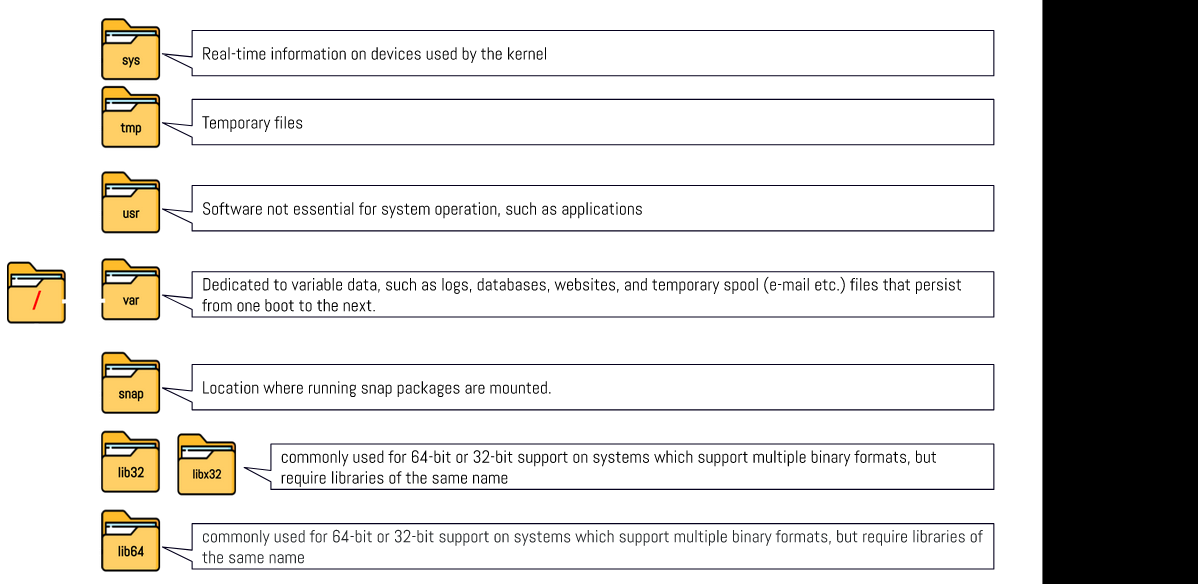 sys
Real-time information on devices used by the kernel
tmp
Temporary files
usr
Software not essential for system operation, such as applications
/
var
Dedicated to variable data, such as logs, databases, websites, and temporary spool (e-mail etc.) files that persist
from one boot to the next.
snap
Location where running snap packages are mounted.
lib32
libx32
commonly used for 64-bit or 32-bit support on systems which support multiple binary formats, but
require libraries of the same name
lib64
commonly used for 64-bit or 32-bit support on systems which support multiple binary formats, but require libraries of
the same name